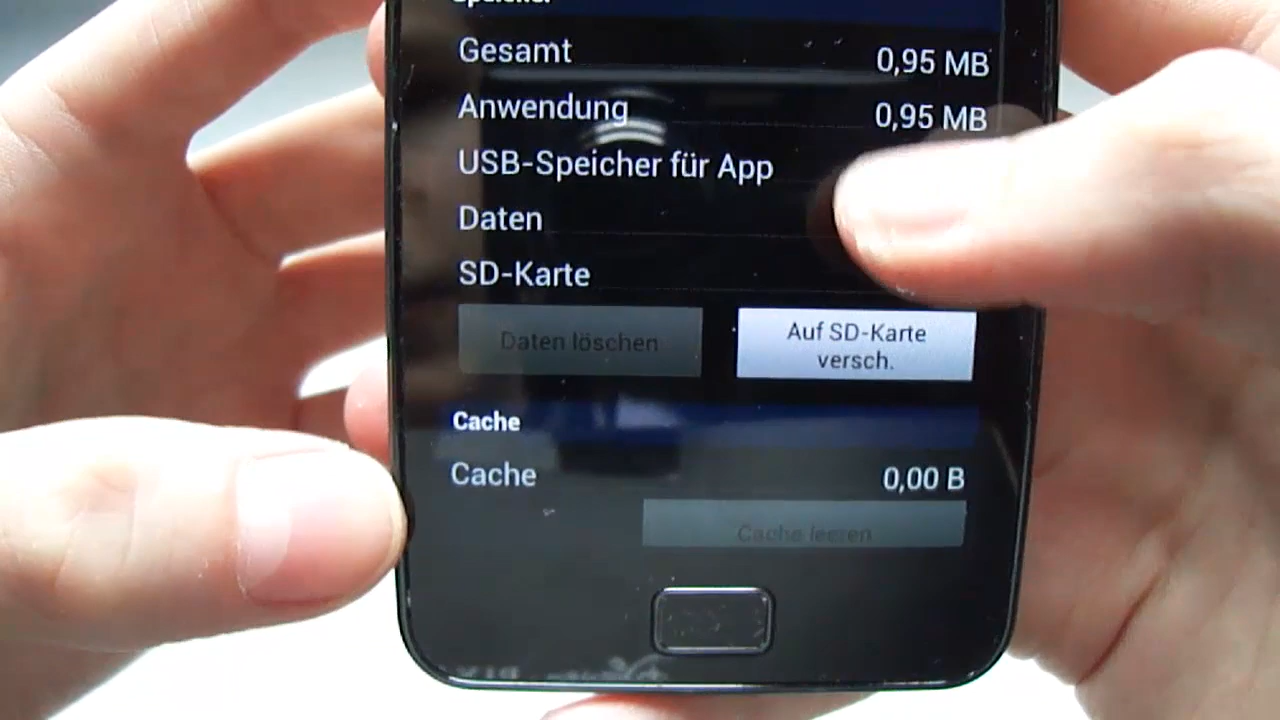 Speicher
Gesamt 0,95 MB
Anwendung 0,95 MB
USB-Speicher für App
Daten
SD-Karte
Daten löschen
Auf SD-Karte
versch.
Cache
Cache 0,00 B
Cache leeren